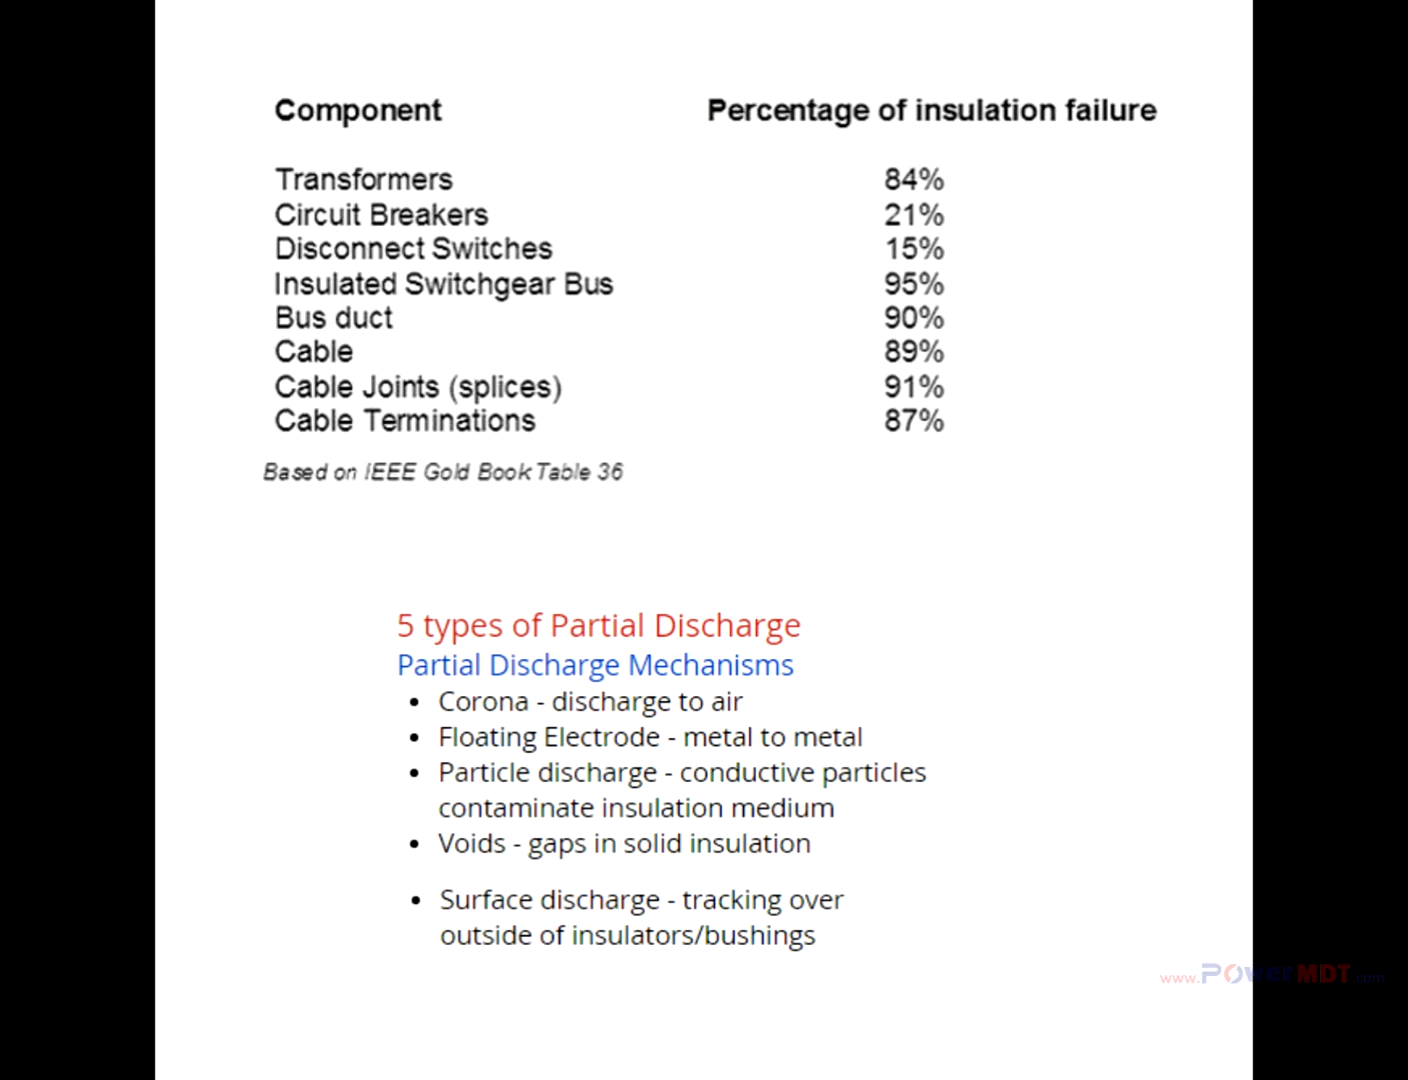 Component Percentage of insulation failure
Transformers 84%
Circuit Breakers 21%
Disconnect Switches 15%
Insulated Switchgear Bus 95%
Bus duct 90%
Cable 89%
Cable Joints (splices) 91%
Cable Terminations 87%
Based on IEEE Gold Book Table 36
5 types of Partial Discharge
Partial Discharge Mechanisms
• Corona - discharge to air
• Floating Electrode - metal to metal
• Particle discharge - conductive particles
contaminate insulation medium
• Voids - gaps in solid insulation
• Surface discharge - tracking over
outside of insulators/bushings
www.PowerMDT.com